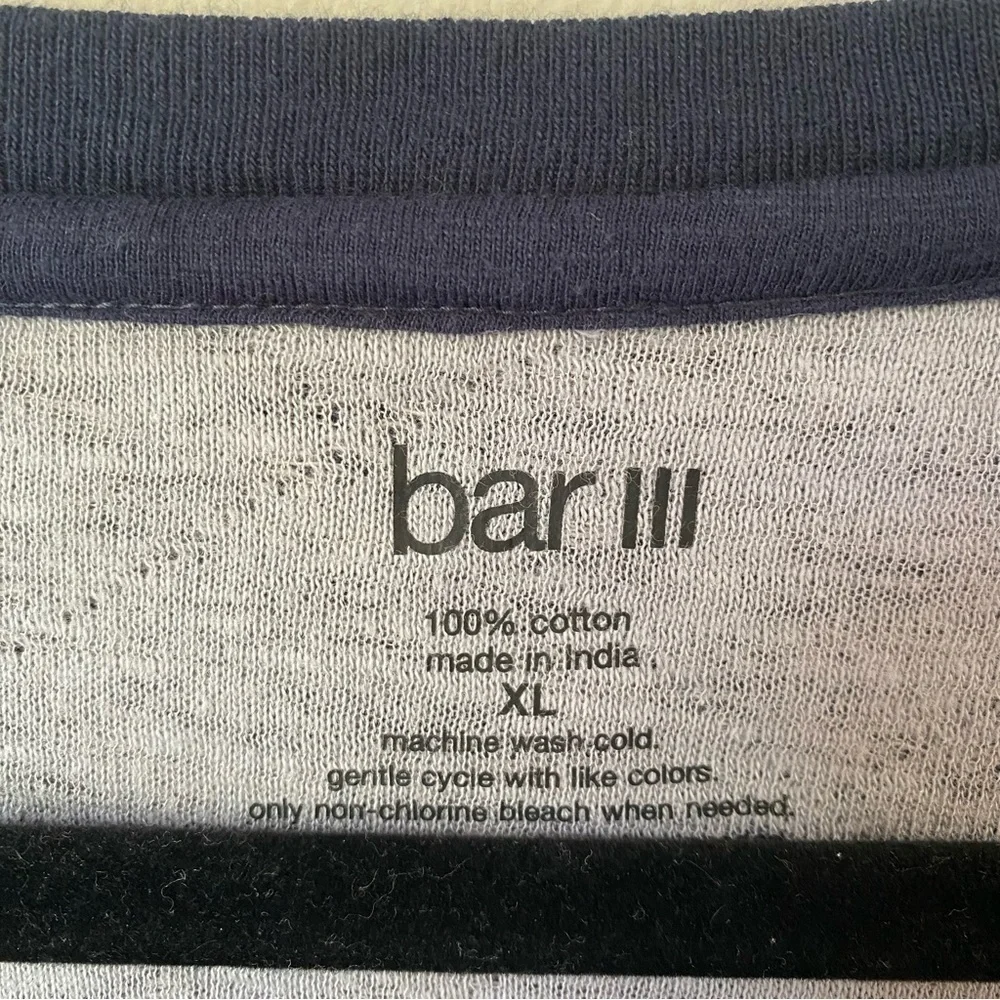 bar III
100% cotton
made in India
XL
machine wash cold.
gentle cycle with like colors.
only non-chlorine bleach when needed.